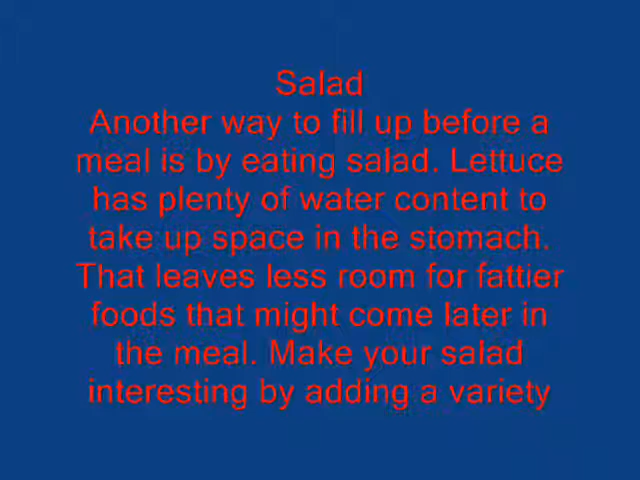 Salad
Another way to fill up before a
meal is by eating salad. Lettuce
has plenty of water content to
take up space in the stomach.
That leaves less room for fattier
foods that might come later in
the meal. Make your salad
interesting by adding a variety